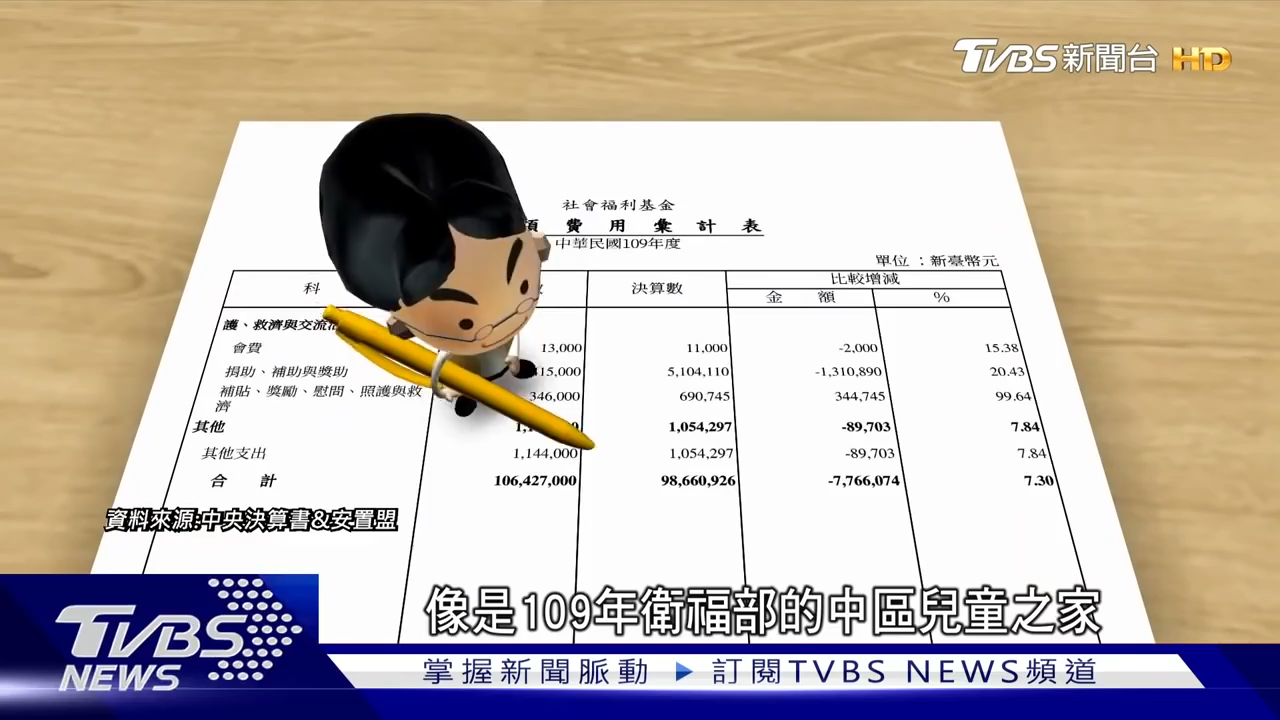 TVBS新聞台 HD
社會福利基金
費用彙計表
中華民國109年度
單位：新臺幣元
科 決算數 比較增減
金額 %
護、救濟與交流
會費 13,000 11,000 -2,000 15.38
捐助、補助與獎助 15,000 5,104,110 -1,310,890 20.43
補貼、獎勵、慰問、照護與救濟 346,000 690,745 344,745 99.64
其他 1,054,297 -89,703 7.84
其他支出 1,144,000 1,054,297 -89,703 7.84
合計 106,427,000 98,660,926 -7,766,074 7.30
資料來源:中央決算書&安置盟
像是109年衛福部的中區兒童之家
TVBS NEWS
掌握新聞脈動 ▶ 訂閱TVBS NEWS頻道